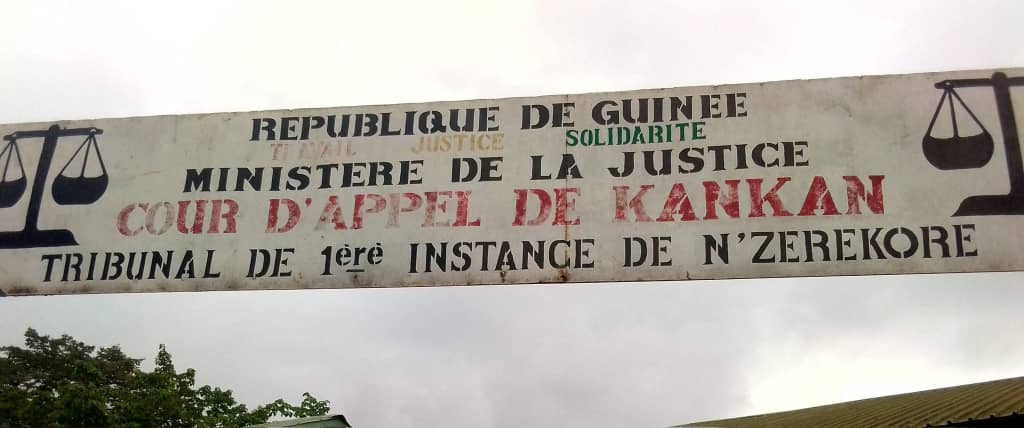 REPUBLIQUE DE GUINEE
TRAVAIL JUSTICE SOLIDARITE
MINISTERE DE LA JUSTICE
COUR D'APPEL DE KANKAN
TRIBUNAL DE 1ère INSTANCE DE N'ZEREKORE